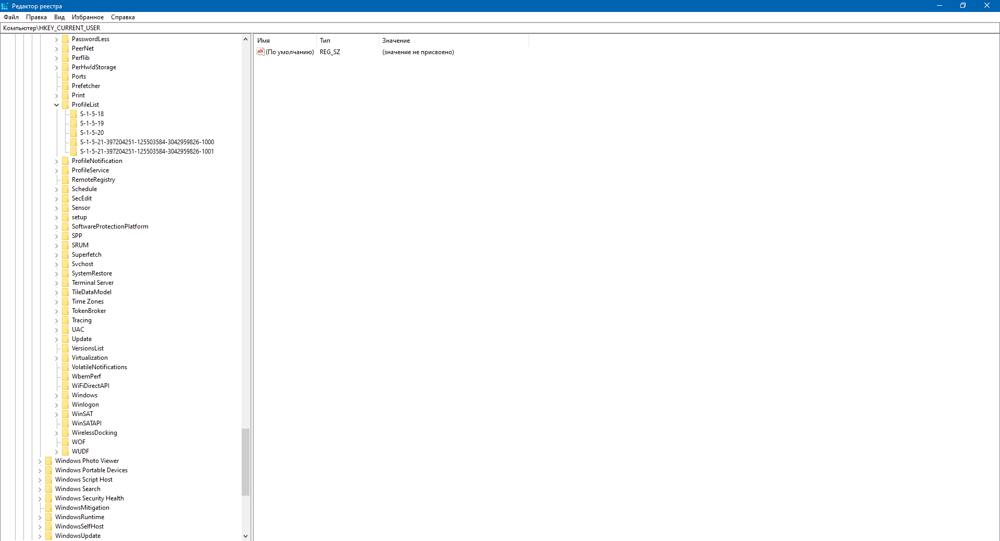 Редактор реестра
Файл Правка Вид Избранное Справка
Компьютер\HKEY_CURRENT_USER
PasswordLess
PeerNet
Perflib
PerHwIdStorage
Ports
Prefetcher
Print
ProfileList
S-1-5-18
S-1-5-19
S-1-5-20
S-1-5-21-397204251-125503584-3042959826-1000
S-1-5-21-397204251-125503584-3042959826-1001
ProfileNotification
ProfileService
RemoteRegistry
Schedule
SecEdit
Sensor
setup
SoftwareProtectionPlatform
SPP
SRUM
Superfetch
Svchost
SystemRestore
Terminal Server
TileDataModel
Time Zones
TokenBroker
Tracing
UAC
Update
VersionsList
Virtualization
VolatileNotifications
WbemPerf
WiFiDirectAPI
Windows
Winlogon
WinSAT
WinSATAPI
WirelessDocking
WOF
WUDF
Windows Photo Viewer
Windows Portable Devices
Windows Script Host
Windows Search
Windows Security Health
WindowsMitigation
WindowsRuntime
WindowsSelfHost
WindowsUpdate
Имя Тип Значение
ab (По умолчанию) REG_SZ (значение не присвоено)